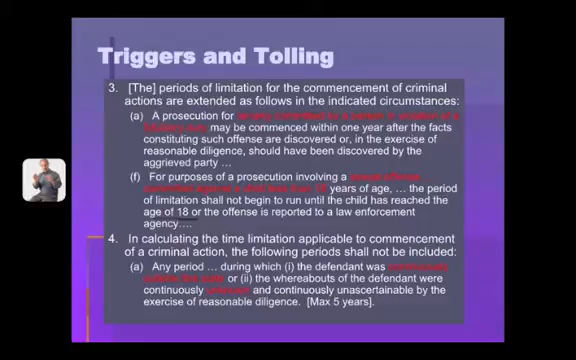 Triggers and Tolling
3. [The] periods of limitation for the commencement of criminal
actions are extended as follows in the indicated circumstances:
(a) A prosecution for larceny committed by a person in violation of a
fiduciary duty may be commenced within one year after the facts
constituting such offense are discovered or, in the exercise of
reasonable diligence, should have been discovered by the
aggrieved party …
(f) For purposes of a prosecution involving a sexual offense
committed against a child less than 18 years of age, … the period
of limitation shall not begin to run until the child has reached the
age of 18 or the offense is reported to a law enforcement
agency….
4. In calculating the time limitation applicable to commencement
of a criminal action, the following periods shall not be included:
(a) Any period … during which (i) the defendant was continuously
outside this state or (ii) the whereabouts of the defendant were
continuously unknown and continuously unascertainable by the
exercise of reasonable diligence. [Max 5 years].